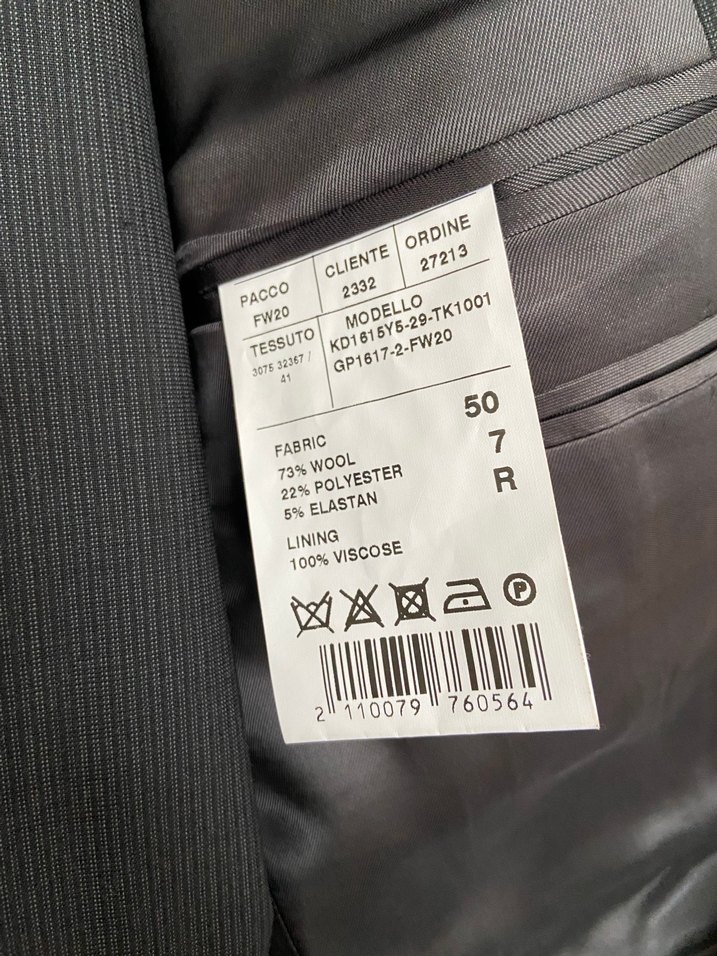 PACCO
FW20
CLIENTE
2332
ORDINE
27213
TESSUTO
3075 32367 /
41
MODELLO
KD1615Y5-29-TK1001
GP1617-2-FW20
50
7
R
FABRIC
73% WOOL
22% POLYESTER
5% ELASTAN
LINING
100% VISCOSE
P
2 110079 760564